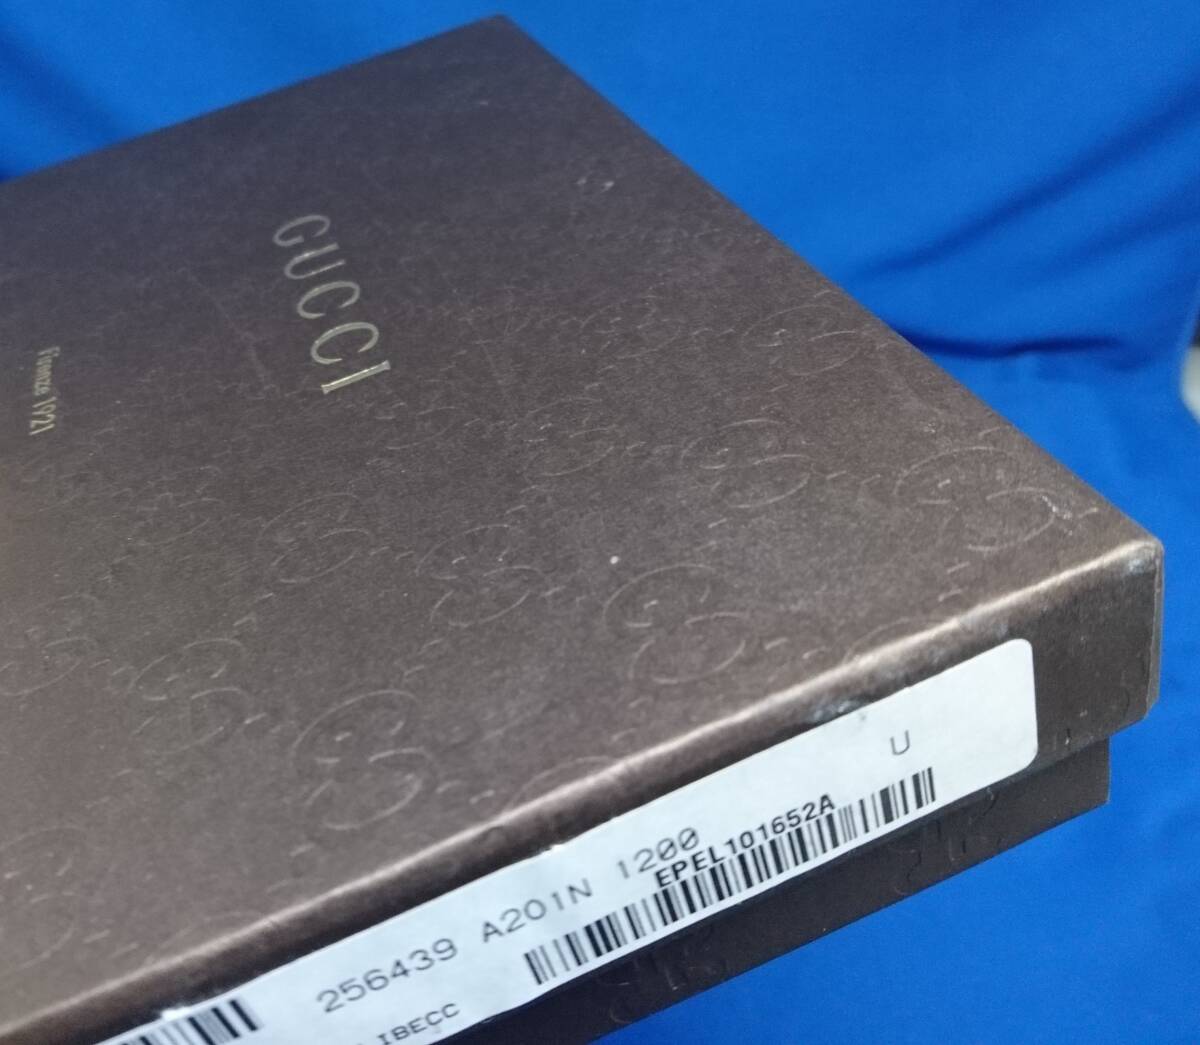 GUCCI
Firenze 1921
U
256439 A201N 1200
EPEL101652A
IBECC